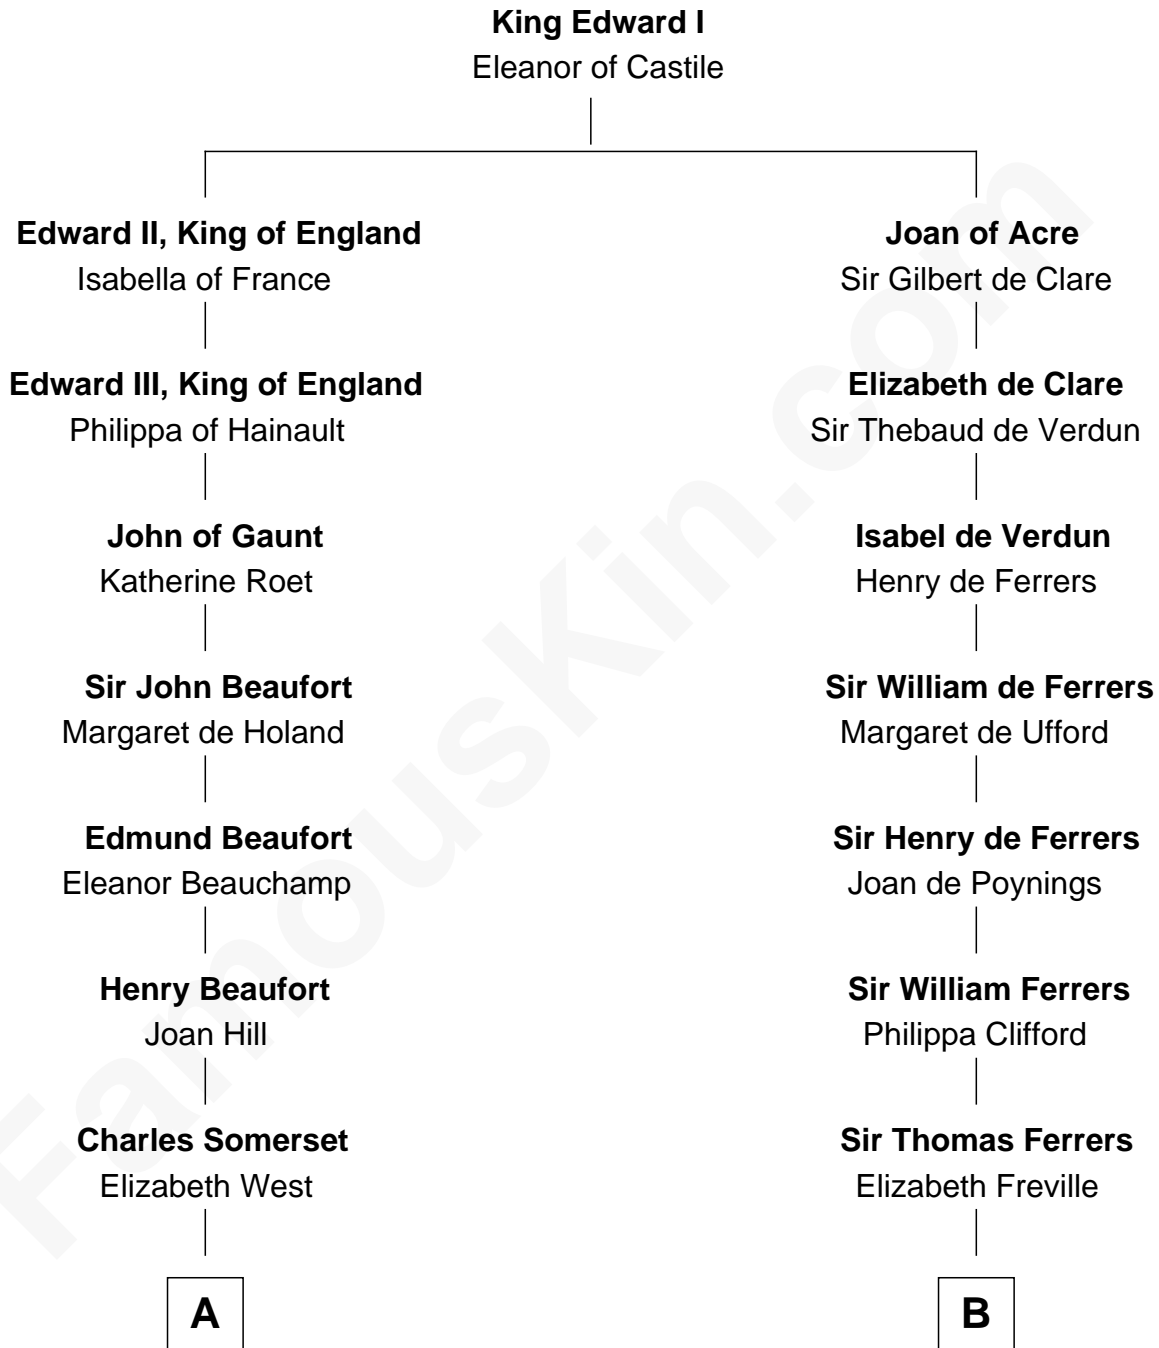 King Edward I
Eleanor of Castile
Edward II, King of England
Isabella of France
Joan of Acre
Sir Gilbert de Clare
Edward III, King of England
Philippa of Hainault
Elizabeth de Clare
Sir Thebaud de Verdun
John of Gaunt
Katherine Roet
Isabel de Verdun
Henry de Ferrers
Sir John Beaufort
Margaret de Holand
Sir William de Ferrers
Margaret de Ufford
Edmund Beaufort
Eleanor Beauchamp
Sir Henry de Ferrers
Joan de Poynings
Henry Beaufort
Joan Hill
Sir William Ferrers
Philippa Clifford
Charles Somerset
Elizabeth West
Sir Thomas Ferrers
Elizabeth Freville
A
B
FamousKin.com